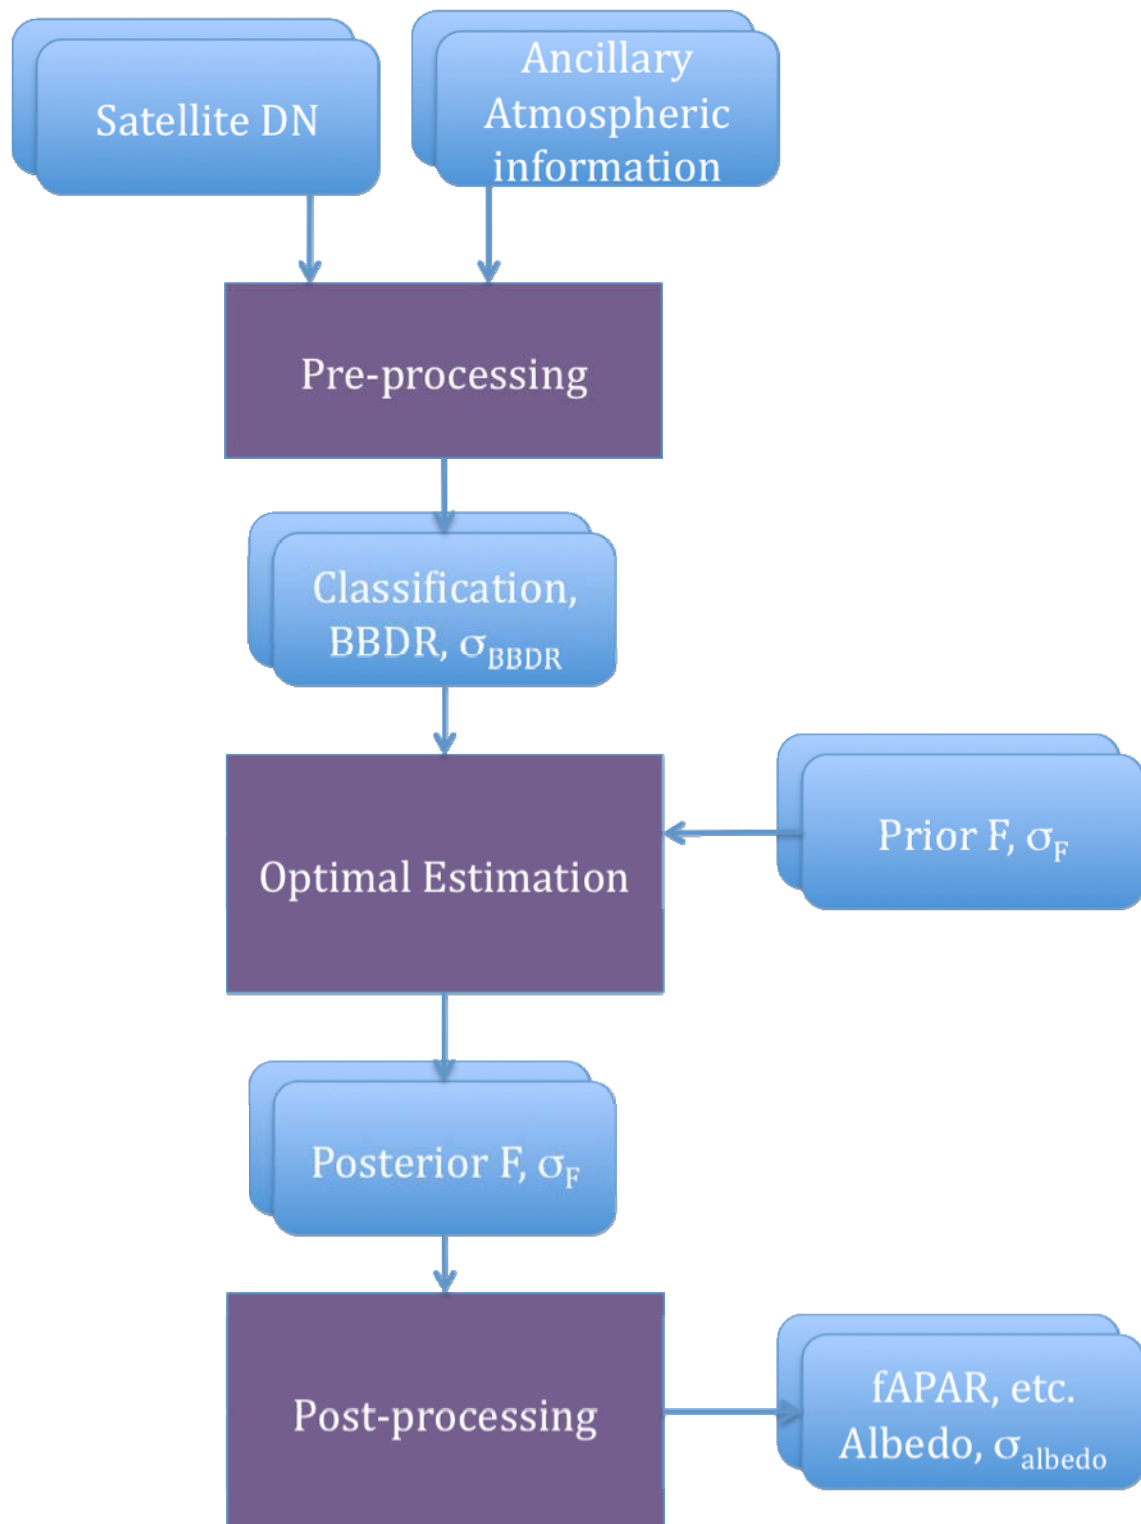 Satellite DN
Ancillary
Atmospheric
information
Pre-processing
Classification,
BBDR, σBBDR
Optimal Estimation
Prior F, σF
Posterior F, σF
Post-processing
fAPAR, etc.
Albedo, σalbedo